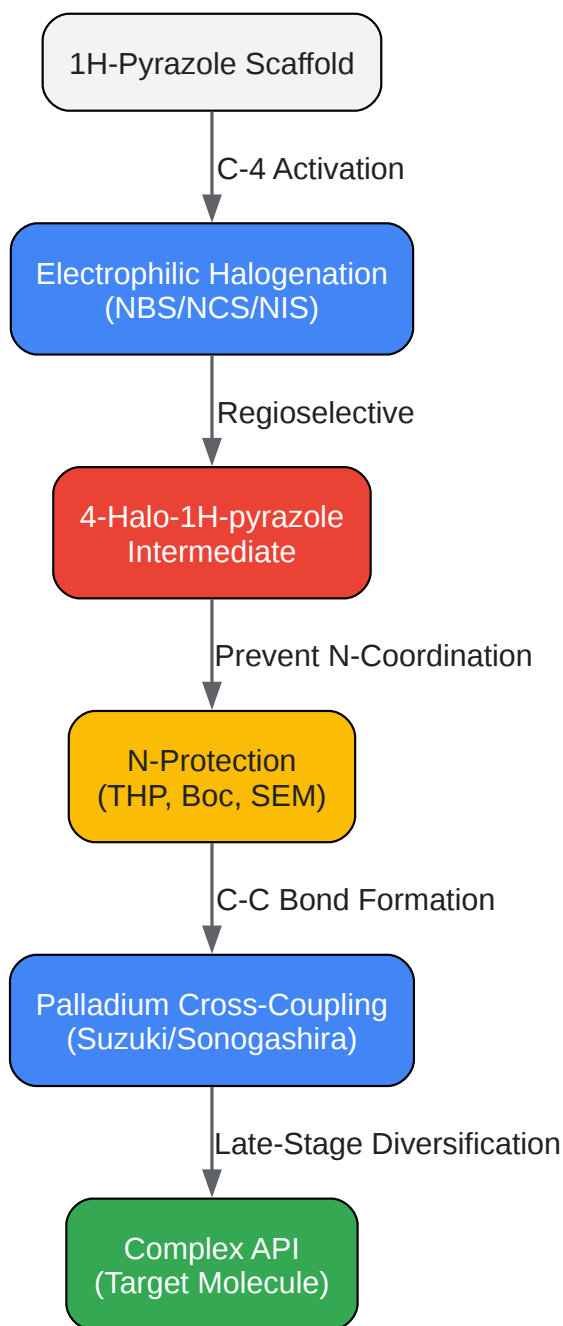 1H-Pyrazole Scaffold
C-4 Activation
Electrophilic Halogenation
(NBS/NCS/NIS)
Regioselective
4-Halo-1H-pyrazole
Intermediate
Prevent N-Coordination
N-Protection
(THP, Boc, SEM)
C-C Bond Formation
Palladium Cross-Coupling
(Suzuki/Sonogashira)
Late-Stage Diversification
Complex API
(Target Molecule)